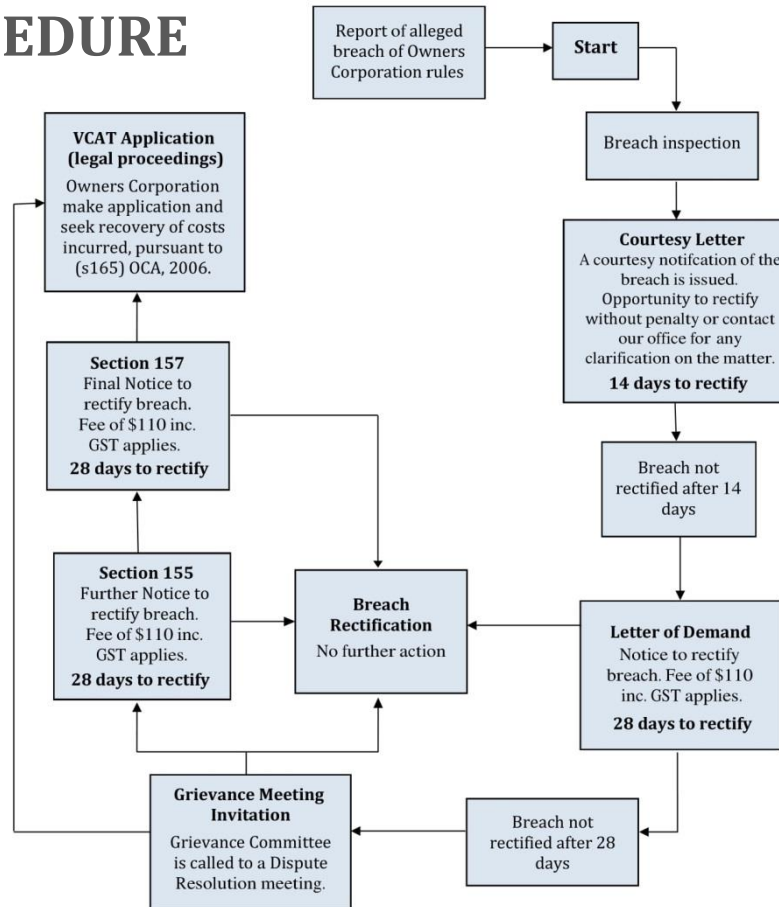 EDURE
Report of alleged
breach of Owners
Corporation rules
Start
Breach inspection
Courtesy Letter
A courtesy notifcation of the
breach is issued.
Opportunity to rectify
without penalty or contact
our office for any
clarification on the matter.
14 days to rectify
Breach not
rectified after 14
days
Letter of Demand
Notice to rectify
breach. Fee of $110
inc. GST applies.
28 days to rectify
Breach not
rectified after 28
days
Grievance Meeting
Invitation
Grievance Committee
is called to a Dispute
Resolution meeting.
Breach
Rectification
No further action
Section 155
Further Notice to
rectify breach.
Fee of $110 inc.
GST applies.
28 days to rectify
Section 157
Final Notice to
rectify breach.
Fee of $110 inc.
GST applies.
28 days to rectify
VCAT Application
(legal proceedings)
Owners Corporation
make application and
seek recovery of costs
incurred, pursuant to
(s165) OCA, 2006.